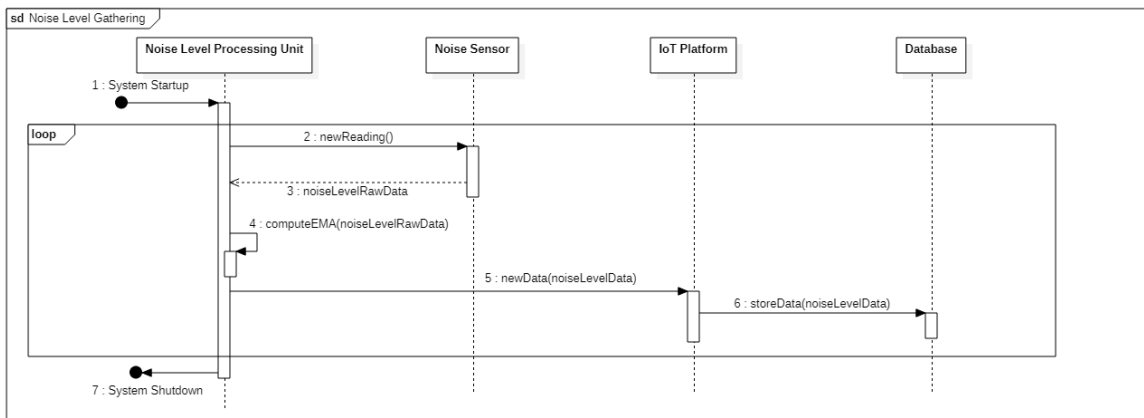 sd Noise Level Gathering
Noise Level Processing Unit
Noise Sensor
IoT Platform
Database
1 : System Startup
loop
2 : newReading()
3 : noiseLevelRawData
4 : computeEMA(noiseLevelRawData)
5 : newData(noiseLevelData)
6 : storeData(noiseLevelData)
7 : System Shutdown